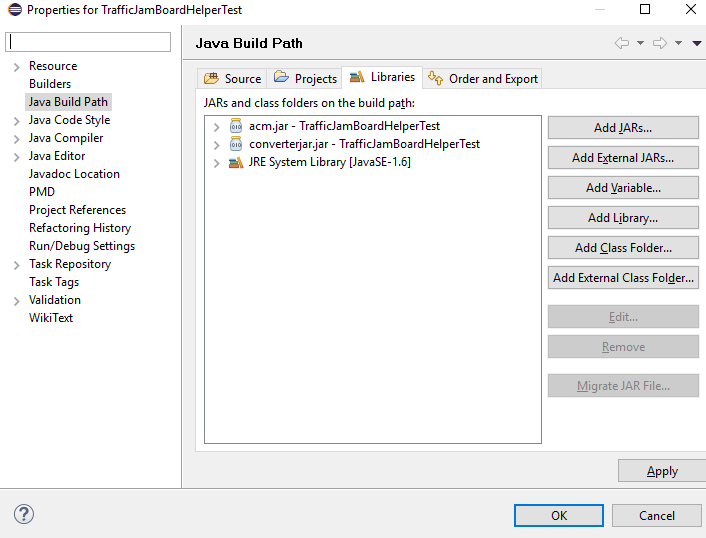 Properties for TrafficJamBoardHelperTest
Resource
Builders
Java Build Path
Java Code Style
Java Compiler
Java Editor
Javadoc Location
PMD
Project References
Refactoring History
Run/Debug Settings
Task Repository
Task Tags
Validation
WikiText
Java Build Path
Source
Projects
Libraries
Order and Export
JARs and class folders on the build path:
acm.jar - TrafficJamBoardHelperTest
converterjar.jar - TrafficJamBoardHelperTest
JRE System Library [JavaSE-1.6]
Add JARs...
Add External JARs...
Add Variable...
Add Library...
Add Class Folder...
Add External Class Folder...
Edit...
Remove
Migrate JAR File...
Apply
?
OK
Cancel